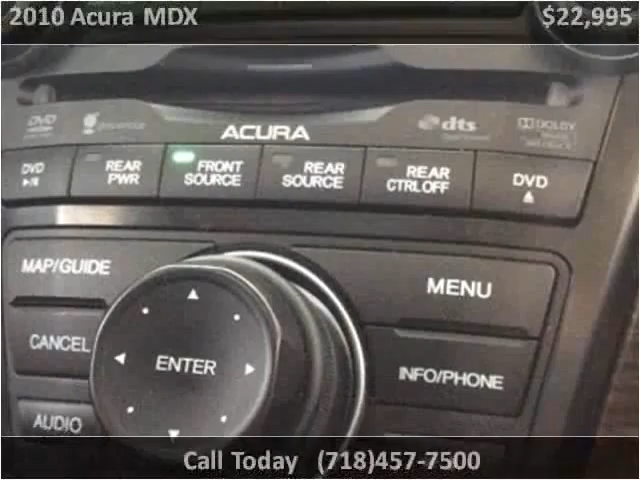 2010 Acura MDX $22,995
DVD
ACURA
dts
DOLBY
DVD
REAR PWR
FRONT SOURCE
REAR SOURCE
REAR CTRL OFF
DVD
MAP/GUIDE
MENU
CANCEL
ENTER
INFO/PHONE
AUDIO
Call Today (718)457-7500